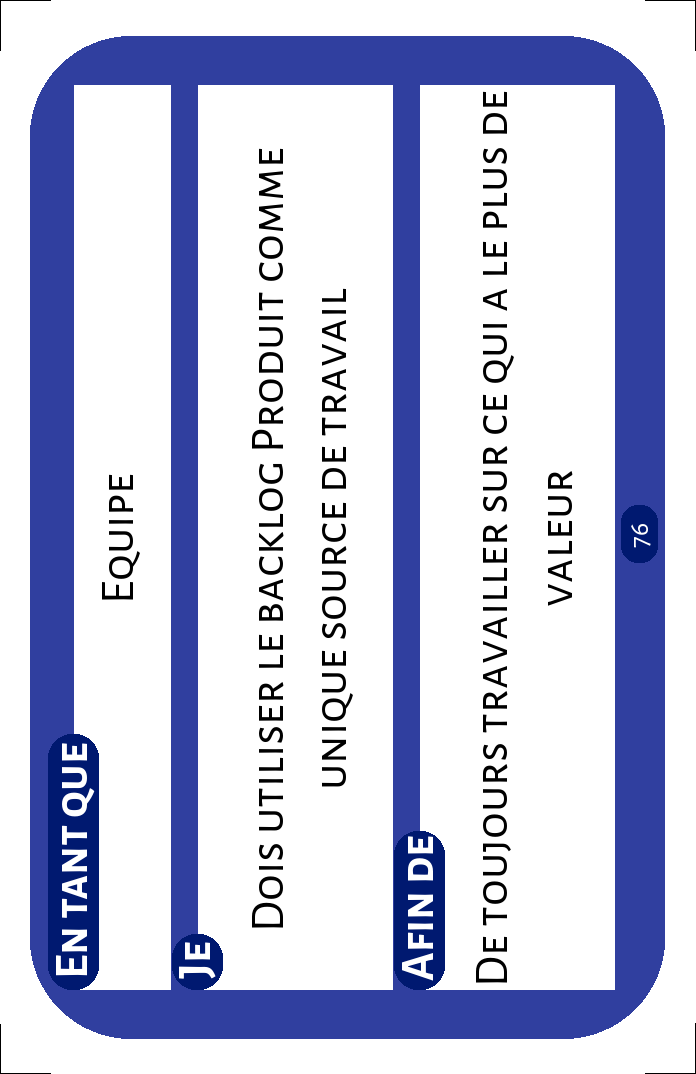 EN TANT QUE
EQUIPE
JE
DOIS UTILISER LE BACKLOG PRODUIT COMME
UNIQUE SOURCE DE TRAVAIL
AFIN DE
DE TOUJOURS TRAVAILLER SUR CE QUI A LE PLUS DE
VALEUR
76